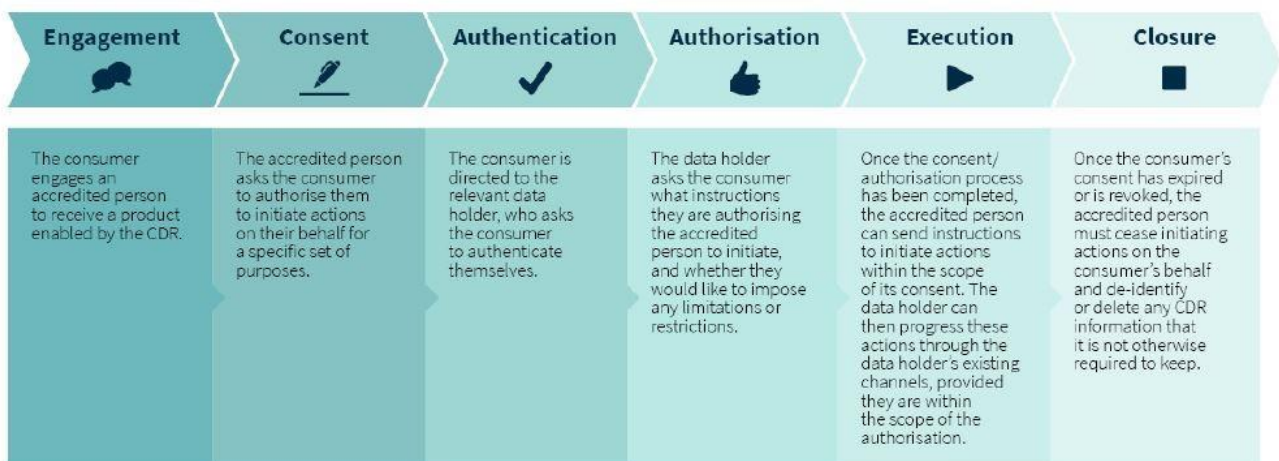 Engagement
Consent
Authentication
Authorisation
Execution
Closure
The consumer
engages an
accredited person
to receive a product
enabled by the CDR.
The accredited person
asks the consumer
to authorise them
to initiate actions
on their behalf for
a specific set of
purposes.
The consumer is
directed to the
relevant data
holder, who asks
the consumer
to authenticate
themselves.
The data holder
asks the consumer
what instructions
they are authorising
the accredited
person to initiate,
and whether they
would like to impose
any limitations or
restrictions.
Once the consent/
authorisation process
has been completed,
the accredited person
can send instructions
to initiate actions
within the scope
of its consent. The
data holder can
then progress these
actions through the
data holder's existing
channels, provided
they are within
the scope of the
authorisation.
Once the consumer's
consent has expired
or is revoked, the
accredited person
must cease initiating
actions on the
consumer's behalf
and de-identify
or delete any CDR
information that
it is not otherwise
required to keep.